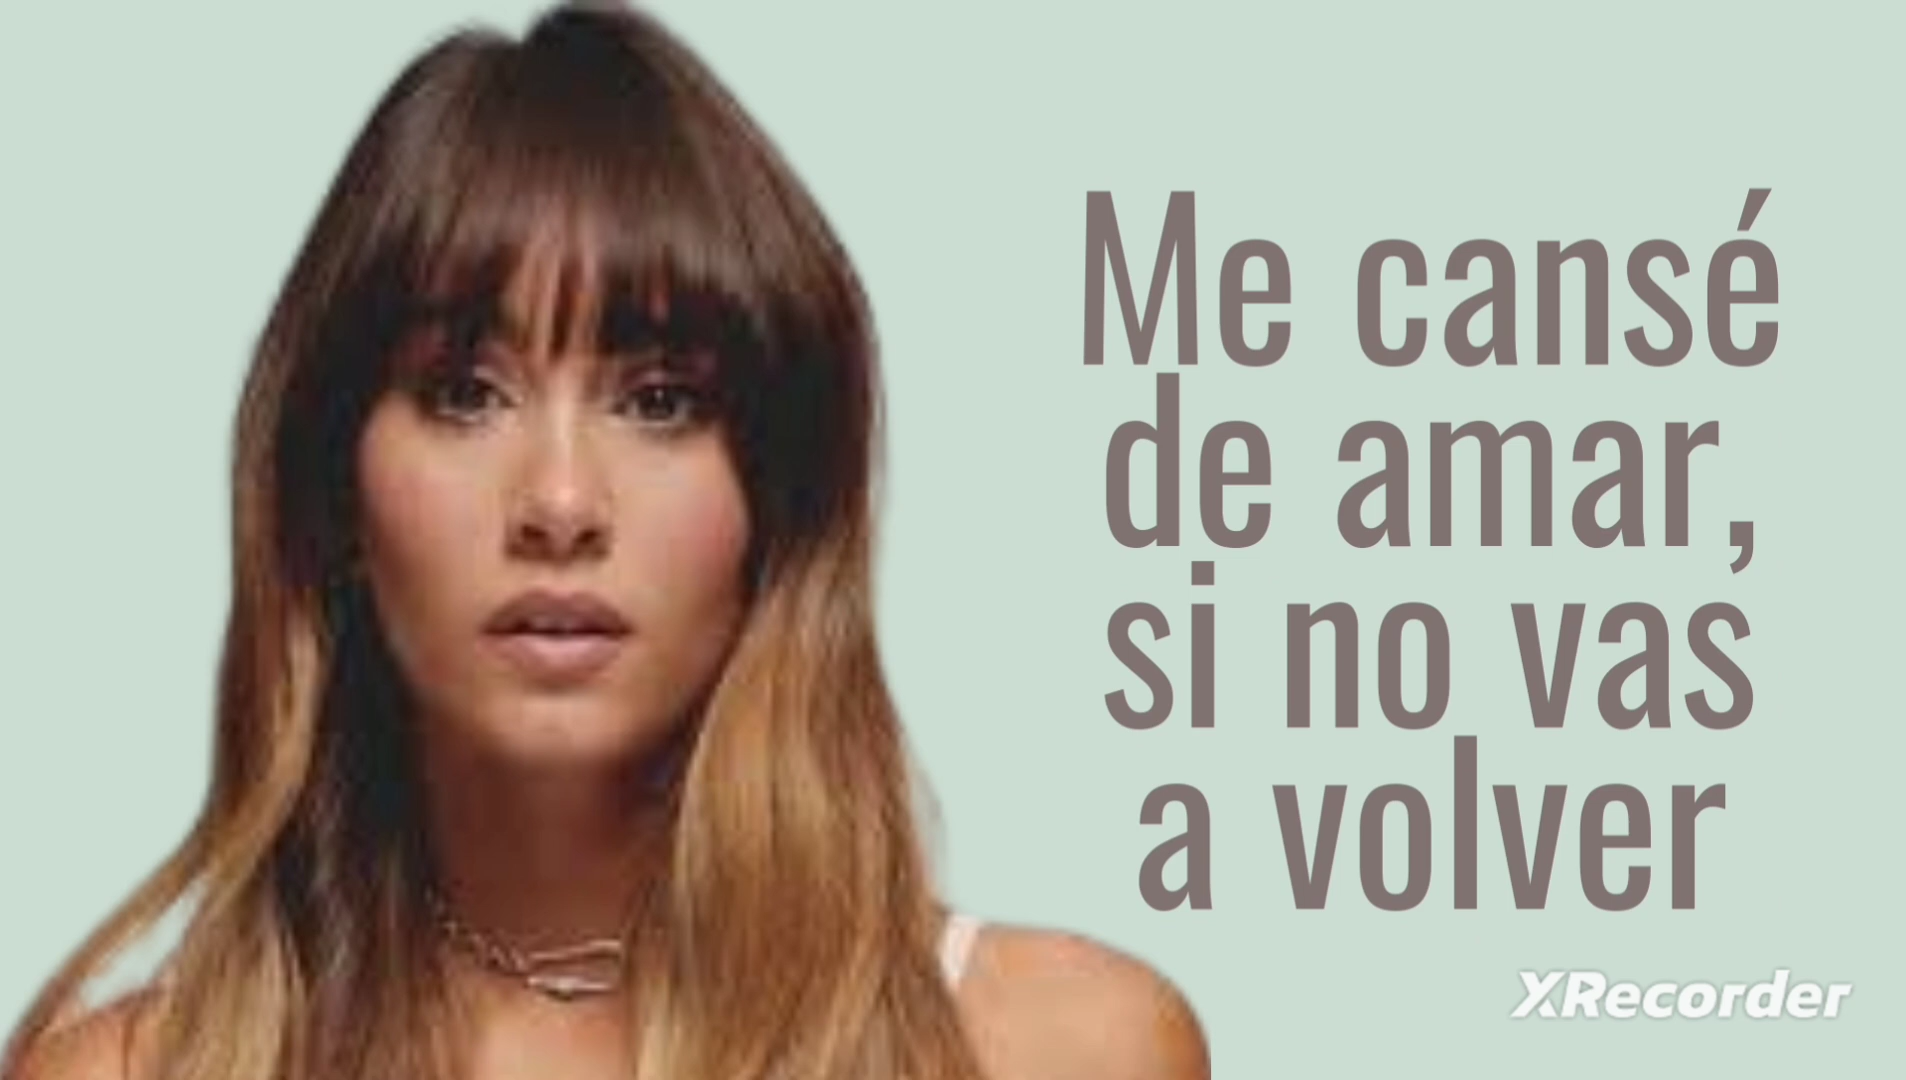 Me cansé
de amar,
si no vas
a volver
XRecorder